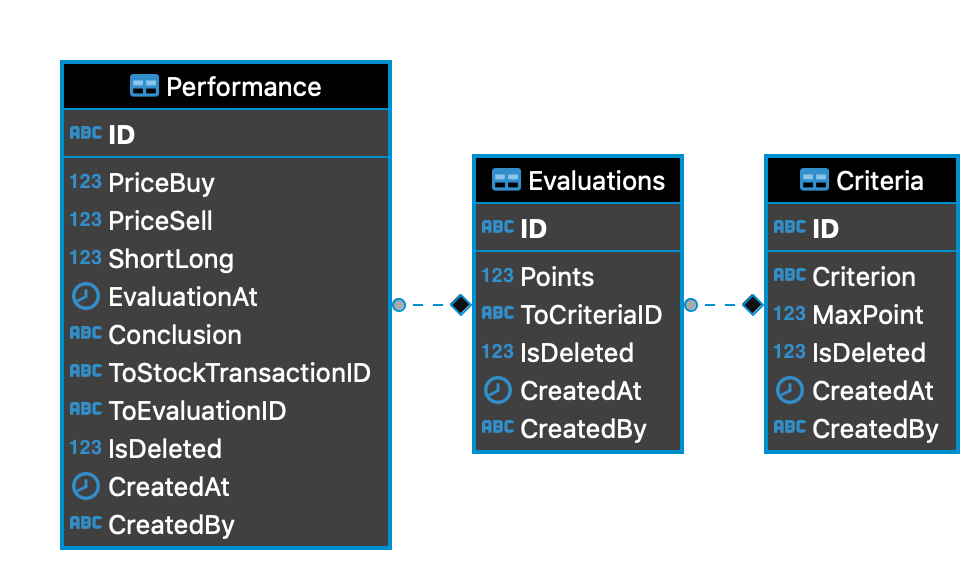 Performance
ABC ID
123 PriceBuy
123 PriceSell
123 ShortLong
EvaluationAt
ABC Conclusion
ABC ToStockTransactionID
ABC ToEvaluationID
123 IsDeleted
CreatedAt
ABC CreatedBy
Evaluations
ABC ID
123 Points
ABC ToCriteriaID
123 IsDeleted
CreatedAt
ABC CreatedBy
Criteria
ABC ID
ABC Criterion
123 MaxPoint
123 IsDeleted
CreatedAt
ABC CreatedBy